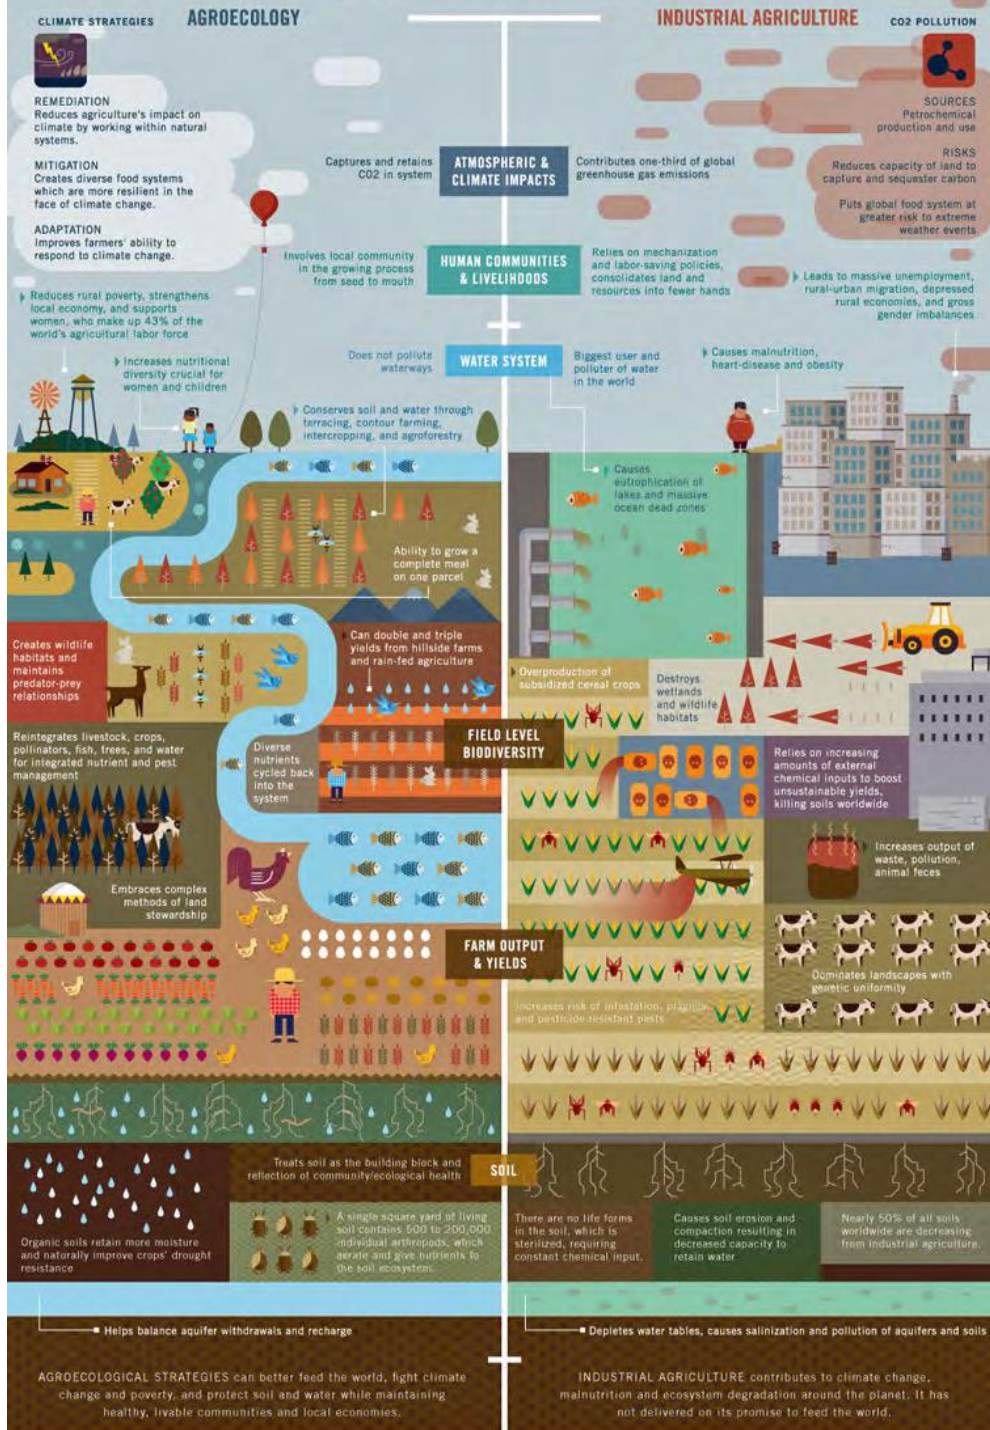 CLIMATE STRATEGIES
AGROECOLOGY
INDUSTRIAL AGRICULTURE
CO2 POLLUTION
REMEDIATION
Reduces agriculture's impact on
climate by working within natural
systems.
MITIGATION
Creates diverse food systems
which are more resilient in the
face of climate change.
ADAPTATION
Improves farmers' ability to
respond to climate change.
SOURCES
Petrochemical
production and use
RISKS
Reduces capacity of land to
capture and sequester carbon
Puts global food system at
greater risk to extreme
weather events
Captures and retains
CO2 in system
ATMOSPHERIC &
CLIMATE IMPACTS
Contributes one-third of global
greenhouse gas emissions
Involves local community
in the growing process
from seed to mouth
HUMAN COMMUNITIES
& LIVELIHOODS
Relies on mechanization
and labor-saving policies,
consolidates land and
resources into fewer hands
Leads to massive unemployment,
rural-urban migration, depressed
rural economies, and gross
gender imbalances
Reduces rural poverty, strengthens
local economy, and supports
women, who make up 43% of the
world's agricultural labor force
Increases nutritional
diversity crucial for
women and children
Does not pollute
waterways
WATER SYSTEM
Biggest user and
polluter of water
in the world
Causes malnutrition,
heart-disease and obesity
Conserves soil and water through
terracing, contour farming,
intercropping, and agroforestry
Causes
eutrophication of
lakes and massive
ocean dead zones
Ability to grow a
complete meal
on one parcel
Creates wildlife
habitats and
maintains
predator-prey
relationships
Can double and triple
yields from hillside farms
and rain-fed agriculture
Overproduction of
subsidized cereal crops
Destroys
wetlands
and wildlife
habitats
Reintegrates livestock, crops,
pollinators, fish, trees, and water
for integrated nutrient and pest
management
Diverse
nutrients
cycled back
into the
system
FIELD LEVEL
BIODIVERSITY
Relies on increasing
amounts of external
chemical inputs to boost
unsustainable yields,
killing soils worldwide
Increases output of
waste, pollution,
animal feces
Embraces complex
methods of land
stewardship
FARM OUTPUT
& YIELDS
Dominates landscapes with
genetic uniformity
Increases risk of infestation, plagues
and pesticide resistant pests
Treats soil as the building block and
reflection of community/ecological health
SOIL
Organic soils retain more moisture
and naturally improve crops' drought
resistance
A single square yard of living
soil contains 500 to 200,000
individual arthropods, which
aerate and give nutrients to
the soil ecosystem.
There are no life forms
in the soil, which is
sterilized, requiring
constant chemical input.
Causes soil erosion and
compaction resulting in
decreased capacity to
retain water
Nearly 50% of all soils
worldwide are decreasing
from industrial agriculture.
Helps balance aquifer withdrawals and recharge
Depletes water tables, causes salinization and pollution of aquifers and soils
AGROECOLOGICAL STRATEGIES can better feed the world, fight climate
change and poverty, and protect soil and water while maintaining
healthy, livable communities and local economies.
INDUSTRIAL AGRICULTURE contributes to climate change,
malnutrition and ecosystem degradation around the planet. It has
not delivered on its promise to feed the world.